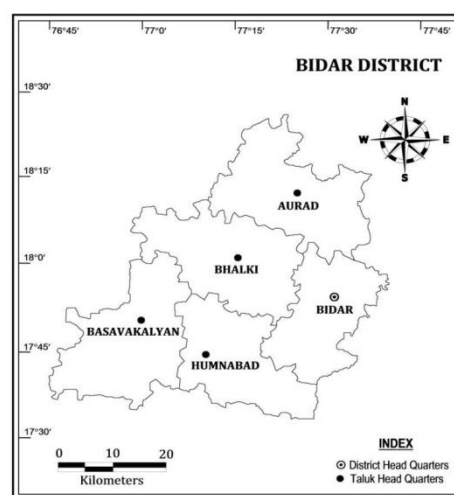 76°45' 77°0' 77°15' 77°30' 77°45'
BIDAR DISTRICT
18°30'
N
W E
S
18°15'
AURAD
18°0'
BHALKI
BIDAR
BASAVAKALYAN
17°45'
HUMNABAD
17°30'
INDEX
0 10 20
District Head Quarters
Kilometers
Taluk Head Quarters